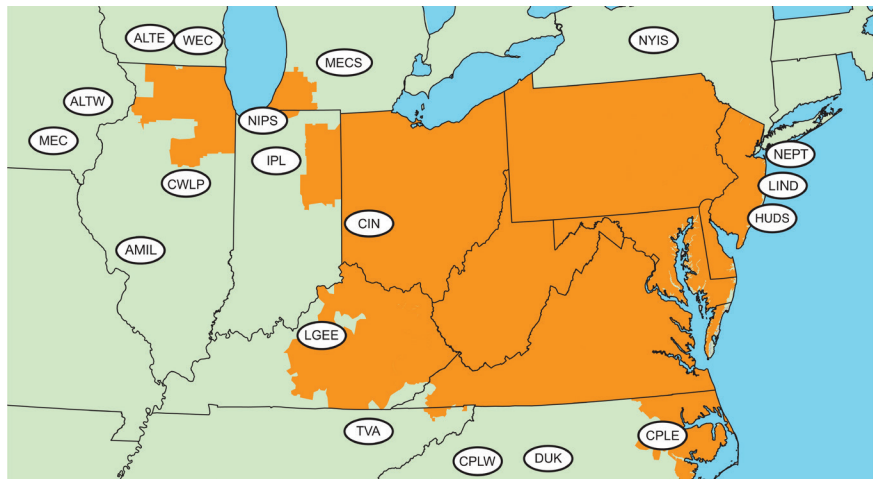 ALTE
WEC
NYIS
MECS
ALTW
NIPS
MEC
IPL
NEPT
CWLP
LIND
CIN
HUDS
AMIL
LGEE
TVA
CPLE
CPLW
DUK